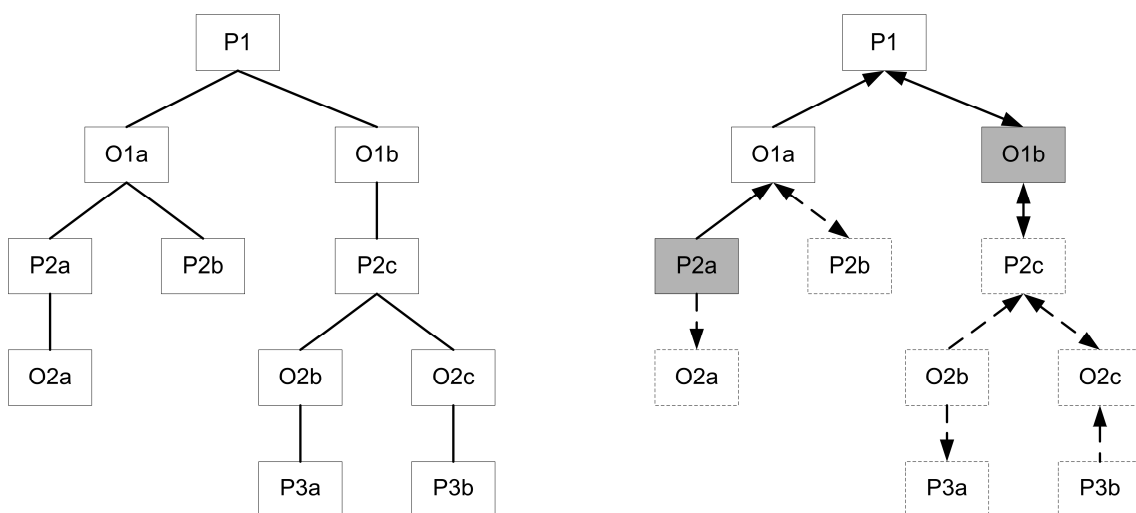 P1
O1a O1b
P2a P2b P2c
O2a O2b O2c
P3a P3b
P1
O1a O1b
P2a P2b P2c
O2a O2b O2c
P3a P3b